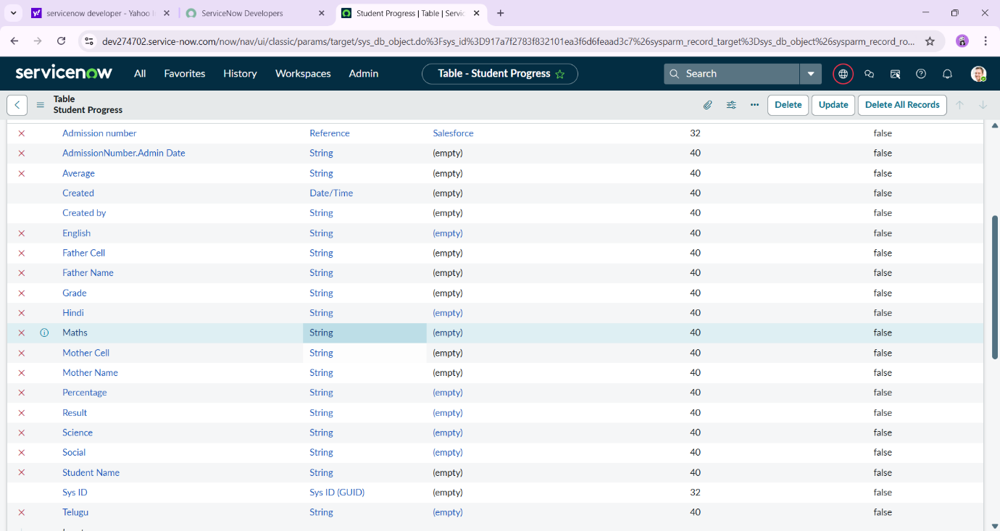 servicenow developer - Yahoo I
ServiceNow Developers
Student Progress | Table | Servic
dev274702.service-now.com/now/nav/ui/classic/params/target/sys_db_object.do%3Fsys_id%3D917a7f2783f832101ea3f6d6feaad3c7%26sysparm_record_target%3Dsys_db_object%26sysparm_record_ro...
servicenow All Favorites History Workspaces Admin Table - Student Progress Search
Table
Student Progress
Delete Update Delete All Records
Admission number Reference Salesforce 32 false
AdmissionNumber.Admin Date String (empty) 40 false
Average String (empty) 40 false
Created Date/Time (empty) 40 false
Created by String (empty) 40 false
English String (empty) 40 false
Father Cell String (empty) 40 false
Father Name String (empty) 40 false
Grade String (empty) 40 false
Hindi String (empty) 40 false
Maths String (empty) 40 false
Mother Cell String (empty) 40 false
Mother Name String (empty) 40 false
Percentage String (empty) 40 false
Result String (empty) 40 false
Science String (empty) 40 false
Social String (empty) 40 false
Student Name String (empty) 40 false
Sys ID Sys ID (GUID) (empty) 32 false
Telugu String (empty) 40 false